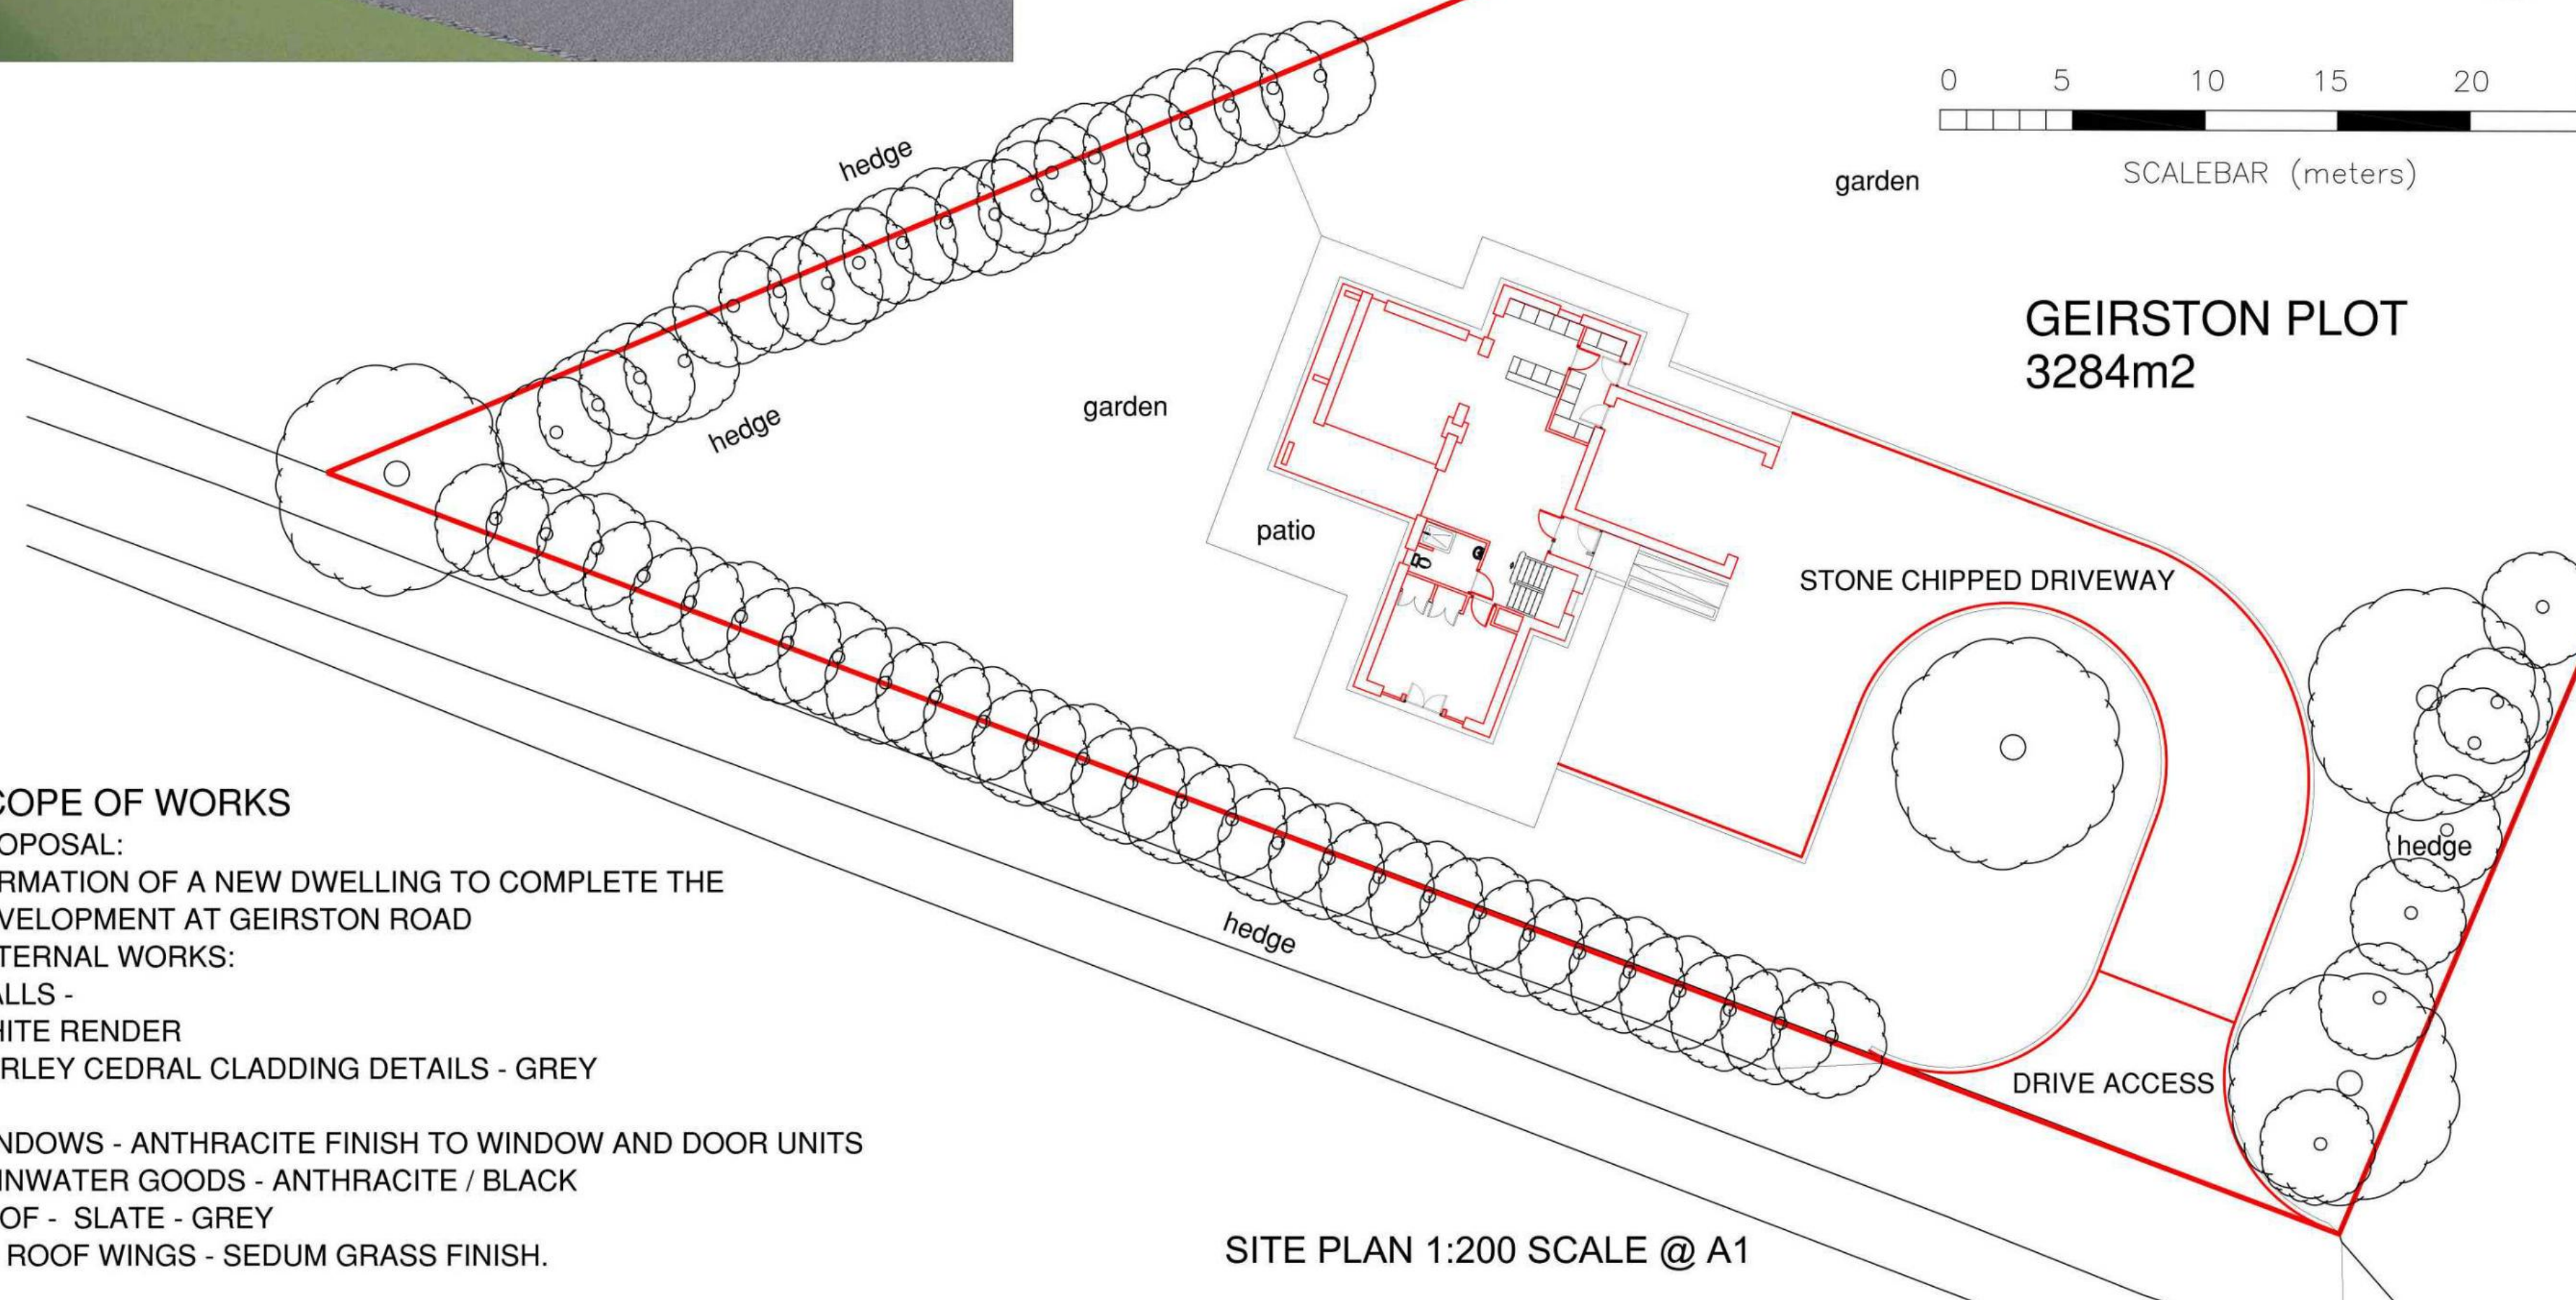 0 5 10 15 20
SCALEBAR (meters)
hedge
garden
GEIRSTON PLOT
3284m2
hedge
garden
patio
STONE CHIPPED DRIVEWAY
hedge
hedge
DRIVE ACCESS
COPE OF WORKS
OPOSAL:
RMATION OF A NEW DWELLING TO COMPLETE THE
VELOPMENT AT GEIRSTON ROAD
TERNAL WORKS:
ALLS -
HITE RENDER
RLEY CEDRAL CLADDING DETAILS - GREY
NDOWS - ANTHRACITE FINISH TO WINDOW AND DOOR UNITS
INWATER GOODS - ANTHRACITE / BLACK
OF - SLATE - GREY
ROOF WINGS - SEDUM GRASS FINISH.
SITE PLAN 1:200 SCALE @ A1